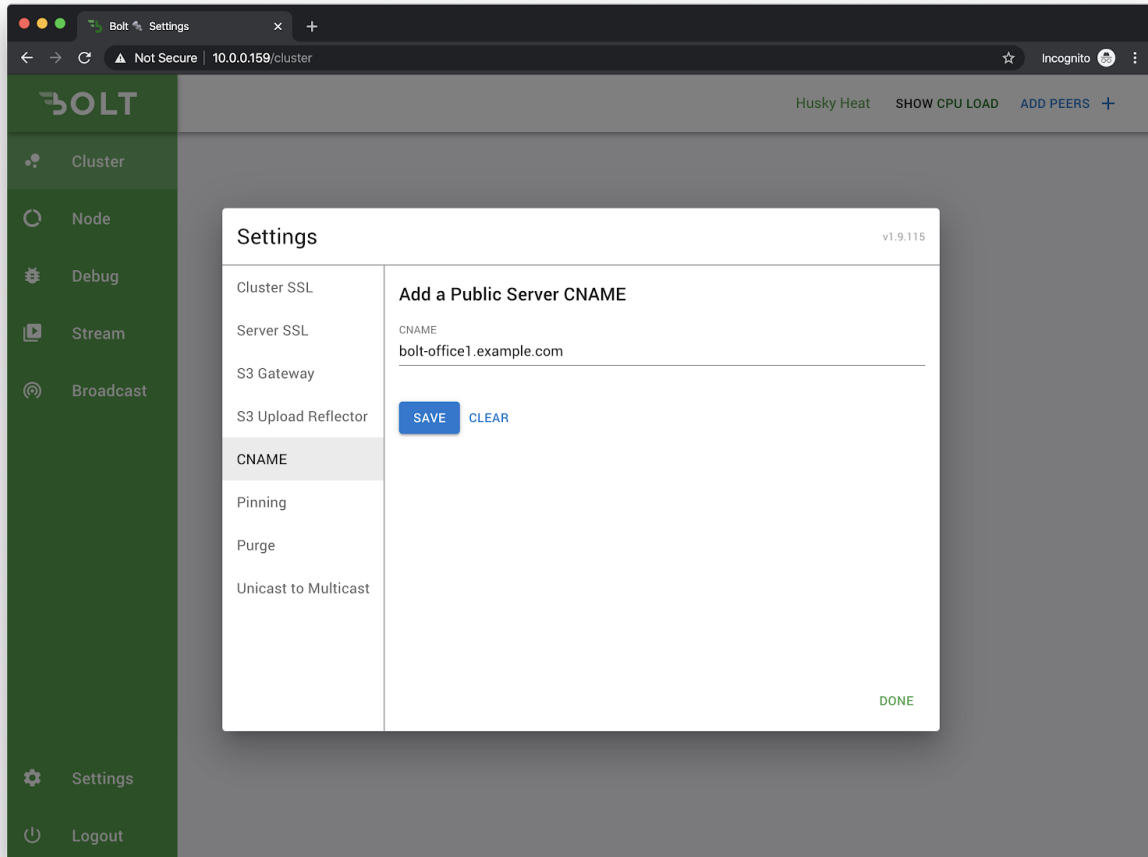 Bolt 🔩 Settings
Not Secure | 10.0.0.159/cluster
Incognito
BOLT
Husky Heat
SHOW CPU LOAD
ADD PEERS +
Cluster
Node
Debug
Stream
Broadcast
Settings
Logout
Settings
v1.9.115
Cluster SSL
Server SSL
S3 Gateway
S3 Upload Reflector
CNAME
Pinning
Purge
Unicast to Multicast
Add a Public Server CNAME
CNAME
bolt-office1.example.com
SAVE
CLEAR
DONE